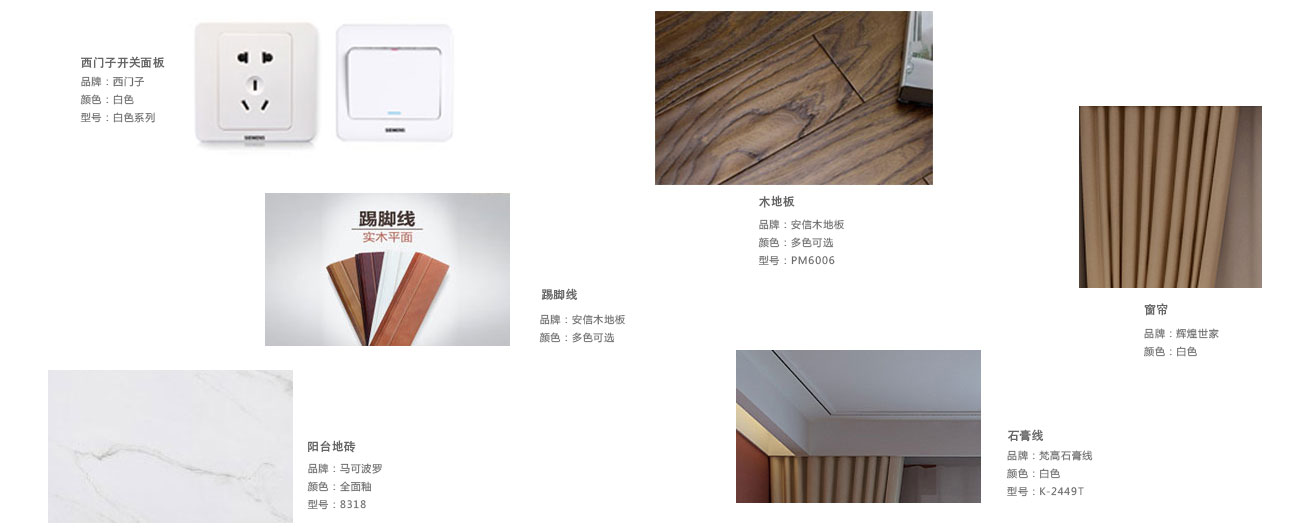 西门子开关面板
品牌：西门子
颜色：白色
型号：白色系列
SIEMENS
SIEMENS
踢脚线
实木平面
踢脚线
品牌：安信木地板
颜色：多色可选
阳台地砖
品牌：马可波罗
颜色：全面釉
型号：8318
木地板
品牌：安信木地板
颜色：多色可选
型号：PM6006
窗帘
品牌：辉煌世家
颜色：白色
石膏线
品牌：梵高石膏线
颜色：白色
型号：K-2449T